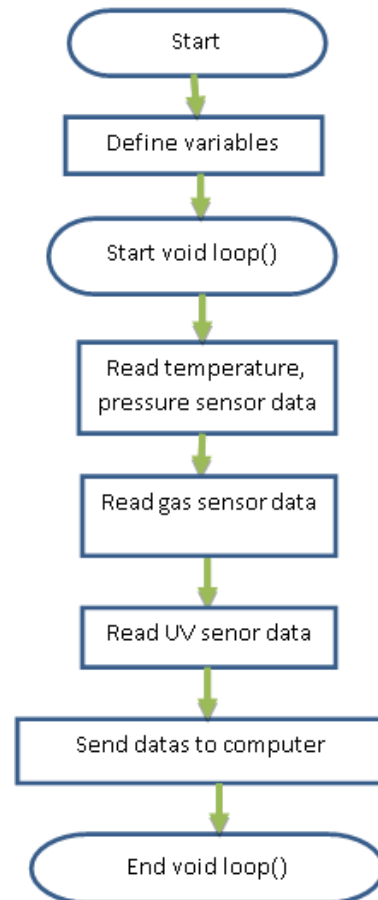 Start
Define variables
Start void loop()
Read temperature,
pressure sensor data
Read gas sensor data
Read UV senor data
Send datas to computer
End void loop()